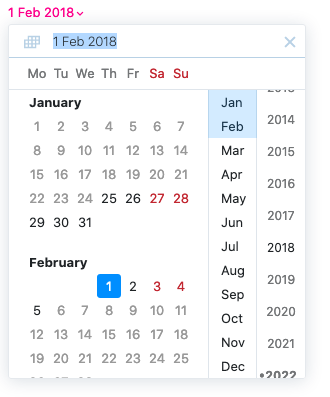 1 Feb 2018
1 Feb 2018
Mo Tu We Th Fr Sa Su
January
1 2 3 4 5 6 7
8 9 10 11 12 13 14
15 16 17 18 19 20 21
22 23 24 25 26 27 28
29 30 31
February
1 2 3 4
5 6 7 8 9 10 11
12 13 14 15 16 17 18
19 20 21 22 23 24 25
Jan
Feb
Mar
Apr
May
Jun
Jul
Aug
Sep
Oct
Nov
Dec
2014
2015
2016
2017
2018
2019
2020
2021
•2022